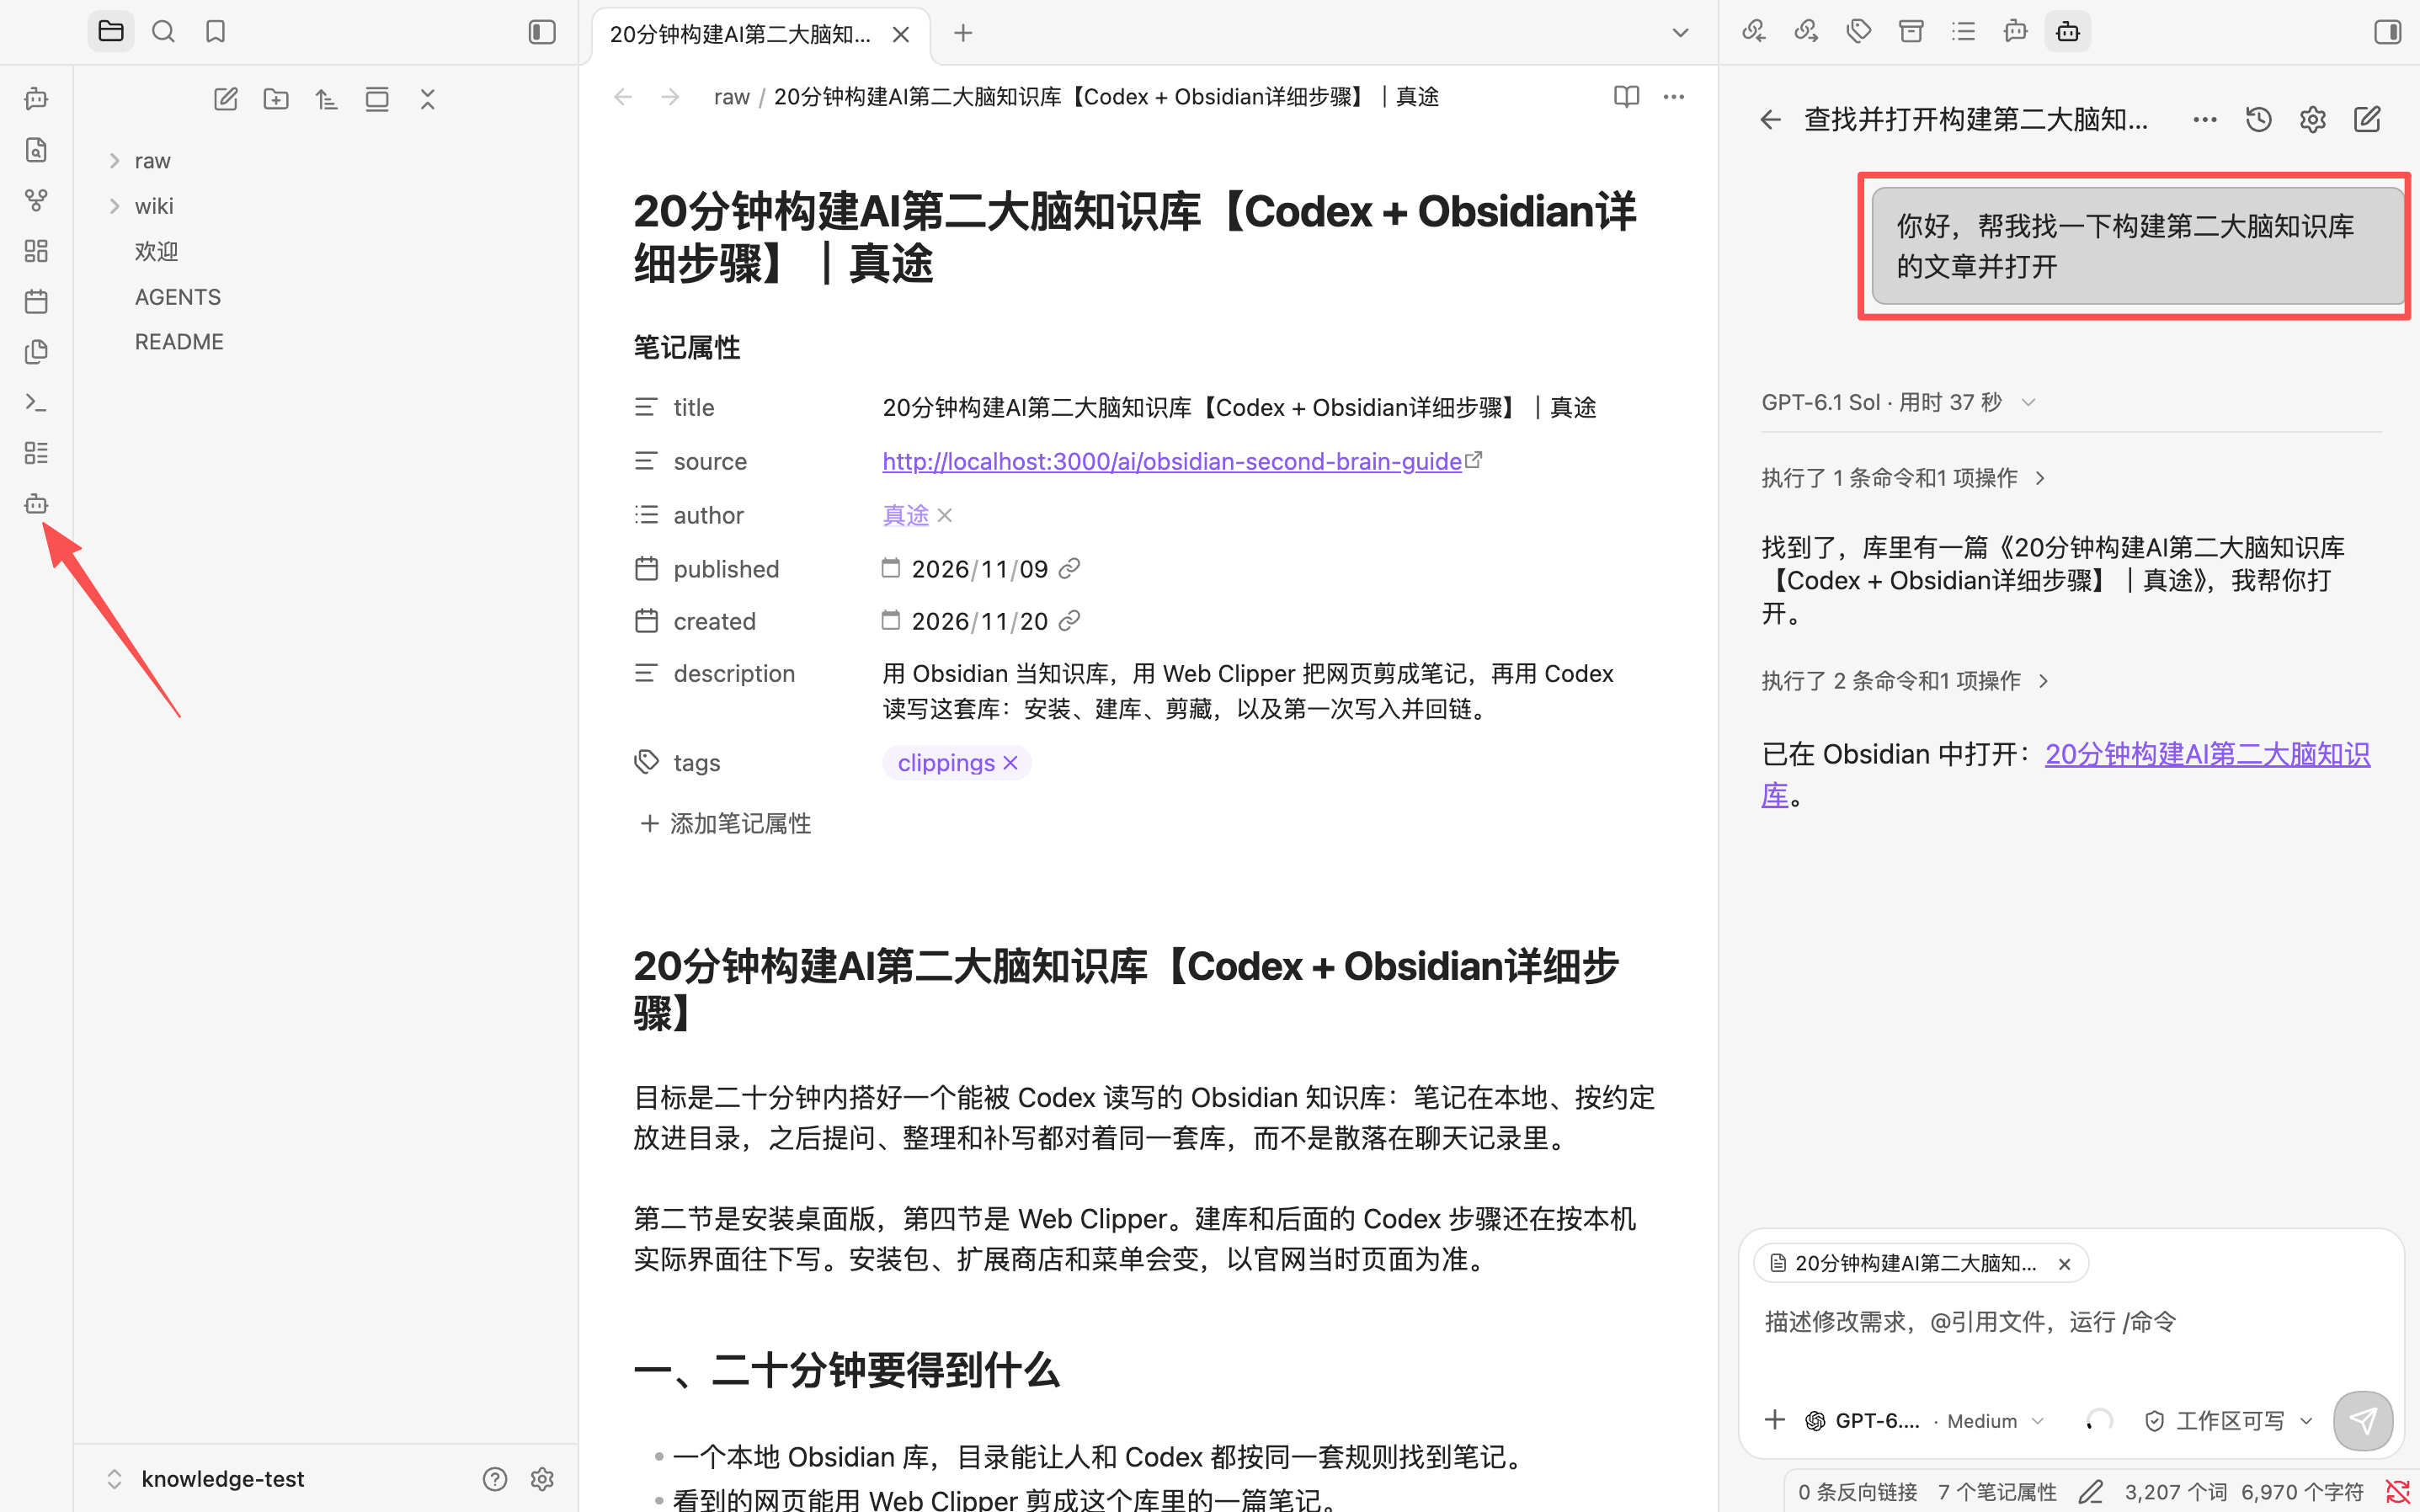 20分钟构建AI第二大脑知...
raw
wiki
欢迎
AGENTS
README
knowledge-test
raw / 20分钟构建AI第二大脑知识库【Codex + Obsidian详细步骤】｜真途
20分钟构建AI第二大脑知识库【Codex + Obsidian详
细步骤】｜真途
笔记属性
title 20分钟构建AI第二大脑知识库【Codex + Obsidian详细步骤】｜真途
source http://localhost:3000/ai/obsidian-second-brain-guide
author 真途
published 2026/11/09
created 2026/11/20
description 用 Obsidian 当知识库，用 Web Clipper 把网页剪成笔记，再用 Codex
读写这套库：安装、建库、剪藏，以及第一次写入并回链。
tags clippings
添加笔记属性
20分钟构建AI第二大脑知识库【Codex + Obsidian详细步
骤】
目标是二十分钟内搭好一个能被 Codex 读写的 Obsidian 知识库：笔记在本地、按约定
放进目录，之后提问、整理和补写都对着同一套库，而不是散落在聊天记录里。
第二节是安装桌面版，第四节是 Web Clipper。建库和后面的 Codex 步骤还在按本机
实际界面往下写。安装包、扩展商店和菜单会变，以官网当时页面为准。
一、二十分钟要得到什么
一个本地 Obsidian 库，目录能让人和 Codex 都按同一套规则找到笔记。
看到的网页能用 Web Clipper 剪成这个库里的一篇笔记。
查找并打开构建第二大脑知...
你好，帮我找一下构建第二大脑知识库
的文章并打开
GPT-6.1 Sol · 用时 37 秒
执行了 1 条命令和1 项操作
找到了，库里有一篇《20分钟构建AI第二大脑知识库
【Codex + Obsidian详细步骤】｜真途》，我帮你打
开。
执行了 2 条命令和1 项操作
已在 Obsidian 中打开：20分钟构建AI第二大脑知识
库。
20分钟构建AI第二大脑知...
描述修改需求，@引用文件，运行 /命令
GPT-6.... · Medium 工作区可写
0 条反向链接 7 个笔记属性 3,207 个词 6,970 个字符